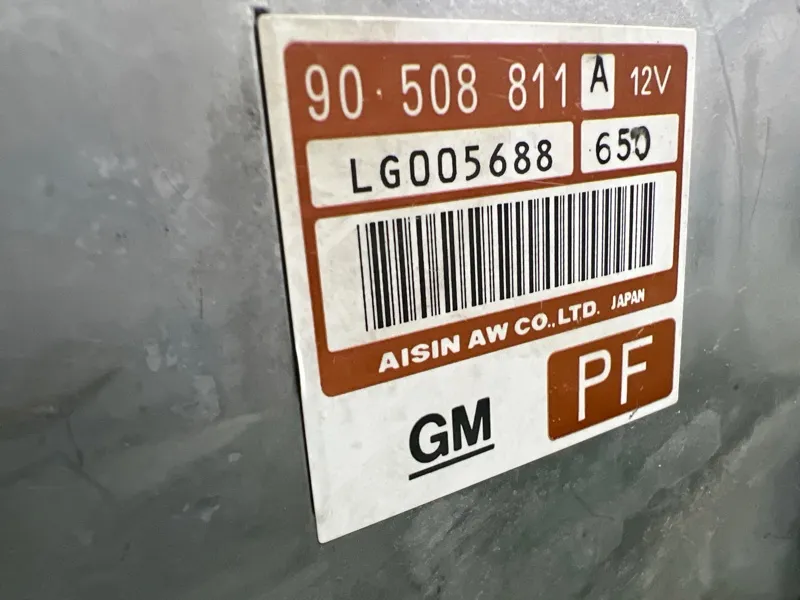 90 508 811 A 12V
LG005688 650
AISIN AW CO.,LTD. JAPAN
GM PF